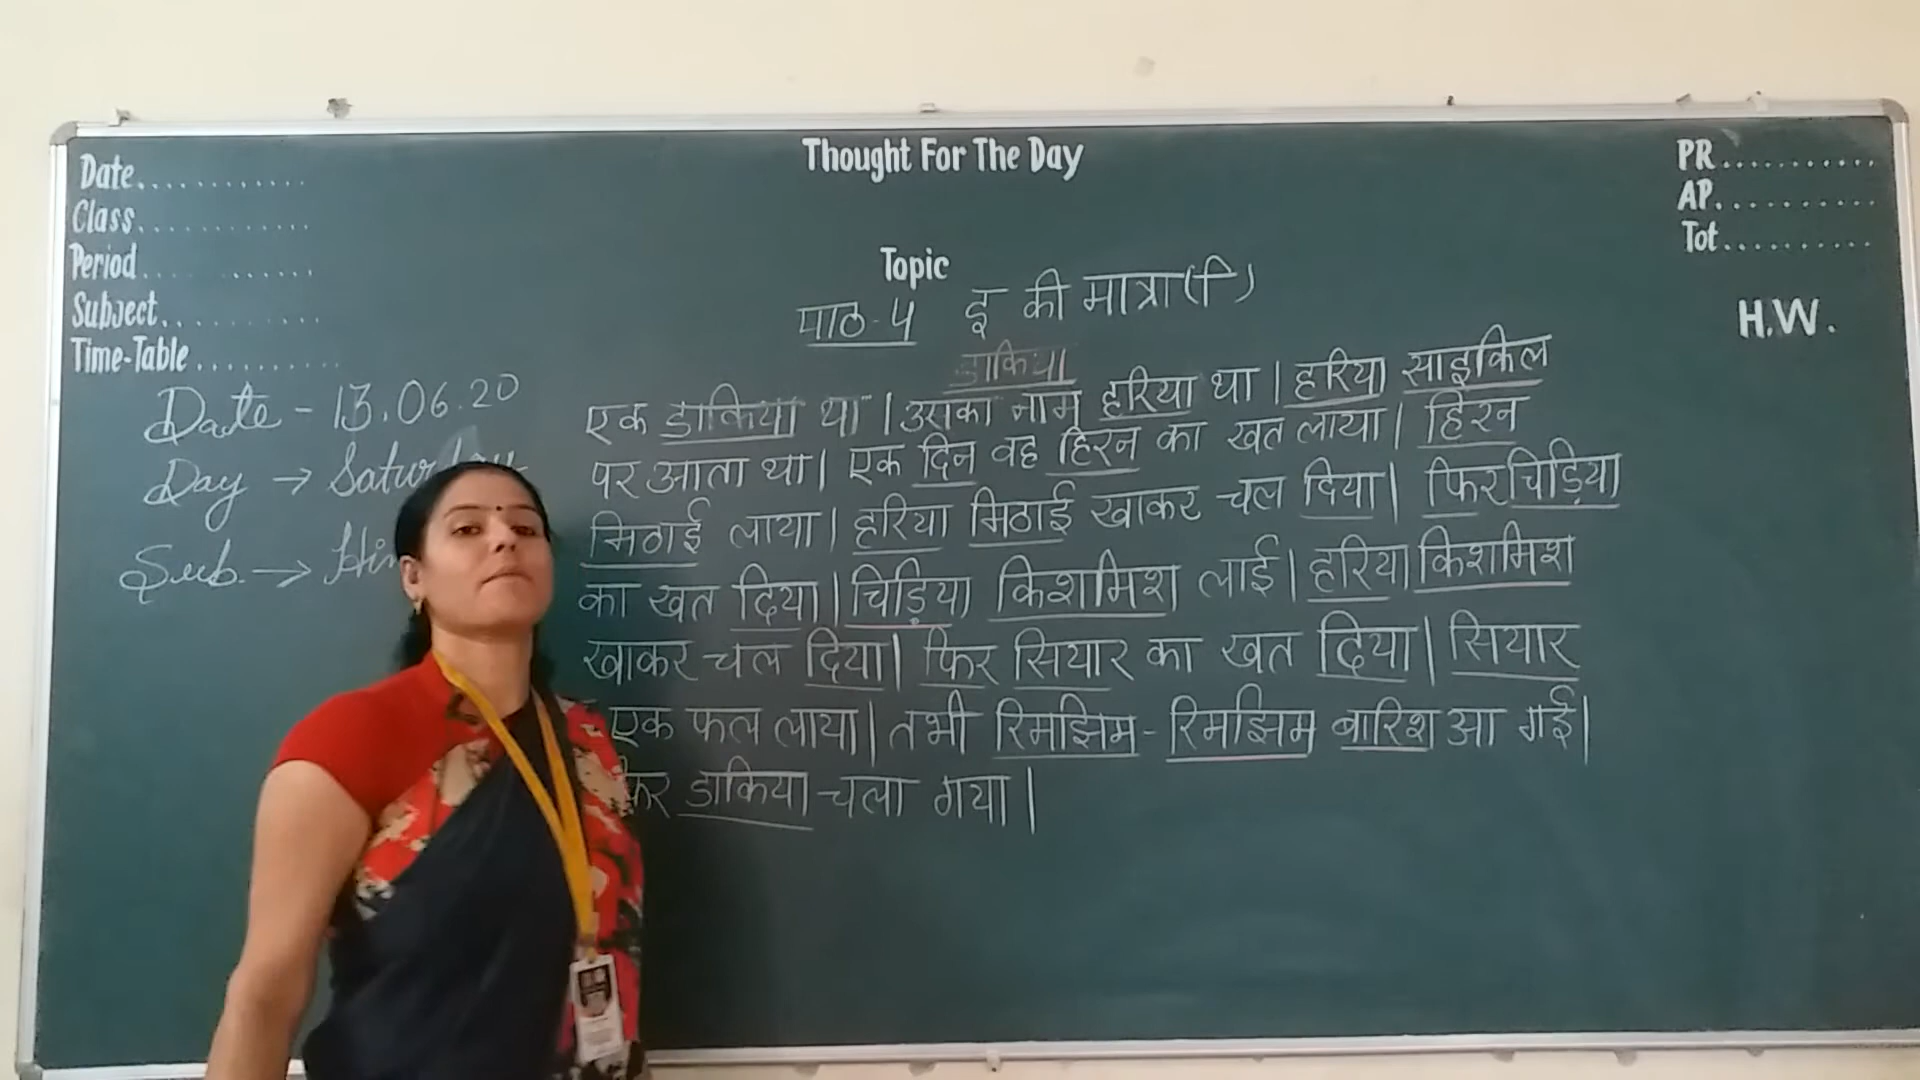 Thought For The Day
Date............
Class............
Period............
Subject............
Time-Table............
PR...........
AP...........
Tot...........
H.W.
Topic
पाठ-4 इ की मात्रा (ि)
डाकिया
Date - 13.06.20
Day →
Sub. →
एक डाकिया था। उसका नाम हरिया था। हरिया साइकिल
पर आता था। एक दिन वह हिरन का खत लाया। हिरन
मिठाई लाया। हरिया मिठाई खाकर चल दिया। फिर चिड़िया
का खत दिया। चिड़िया किशमिश लाई। हरिया किशमिश
खाकर चल दिया। फिर सियार का खत दिया। सियार
एक फल लाया। तभी रिमझिम-रिमझिम बारिश आ गई।
डाकिया चला गया।